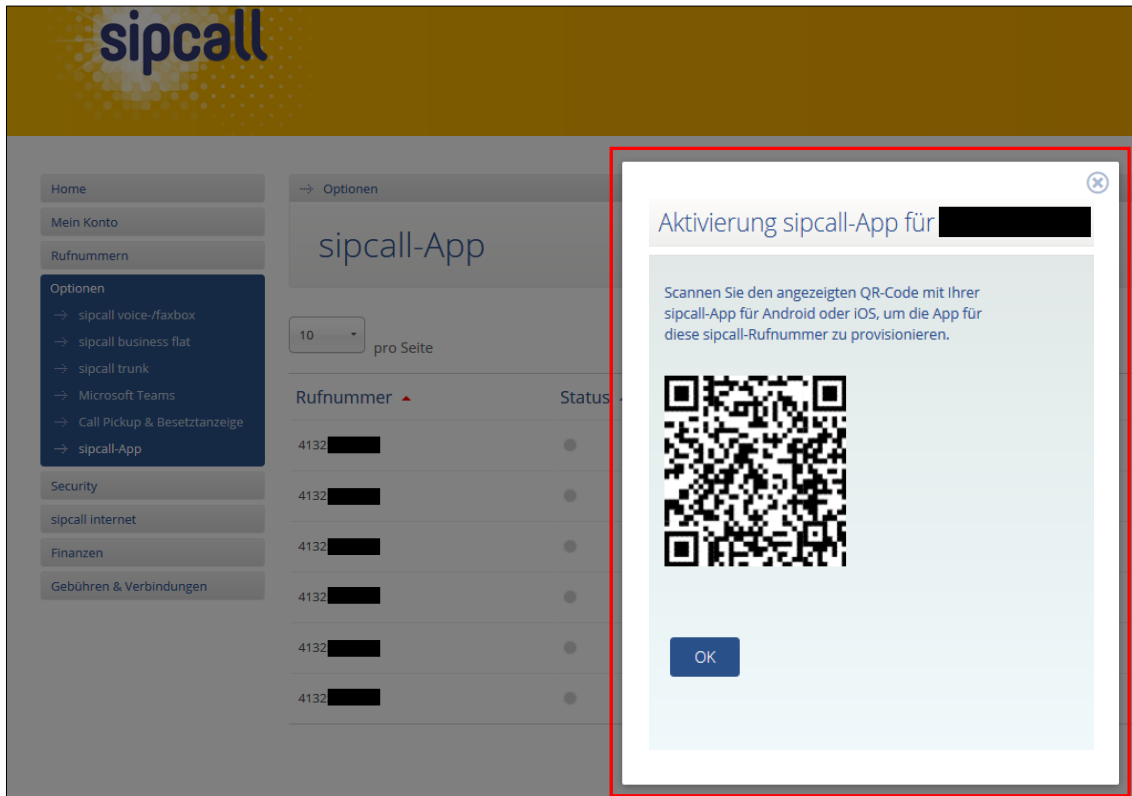 sipcall
Home
Mein Konto
Rufnummern
Optionen
sipcall voice-/faxbox
sipcall business flat
sipcall trunk
Microsoft Teams
Call Pickup & Besetztanzeige
sipcall-App
Security
sipcall internet
Finanzen
Gebühren & Verbindungen
Optionen
sipcall-App
10 pro Seite
Rufnummer Status
4132
4132
4132
4132
4132
4132
Aktivierung sipcall-App für
Scannen Sie den angezeigten QR-Code mit Ihrer
sipcall-App für Android oder iOS, um die App für
diese sipcall-Rufnummer zu provisionieren.
OK